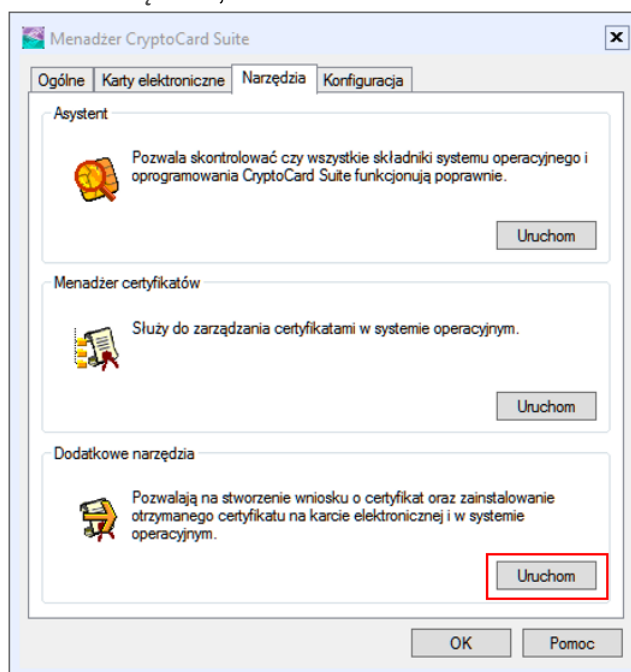 Menadżer CryptoCard Suite
Ogólne Karty elektroniczne Narzędzia Konfiguracja
Asystent
Pozwala skontrolować czy wszystkie składniki systemu operacyjnego i
oprogramowania CryptoCard Suite funkcjonują poprawnie.
Uruchom
Menadżer certyfikatów
Służy do zarządzania certyfikatami w systemie operacyjnym.
Uruchom
Dodatkowe narzędzia
Pozwalają na stworzenie wniosku o certyfikat oraz zainstalowanie
otrzymanego certyfikatu na karcie elektronicznej i w systemie
operacyjnym.
Uruchom
OK Pomoc